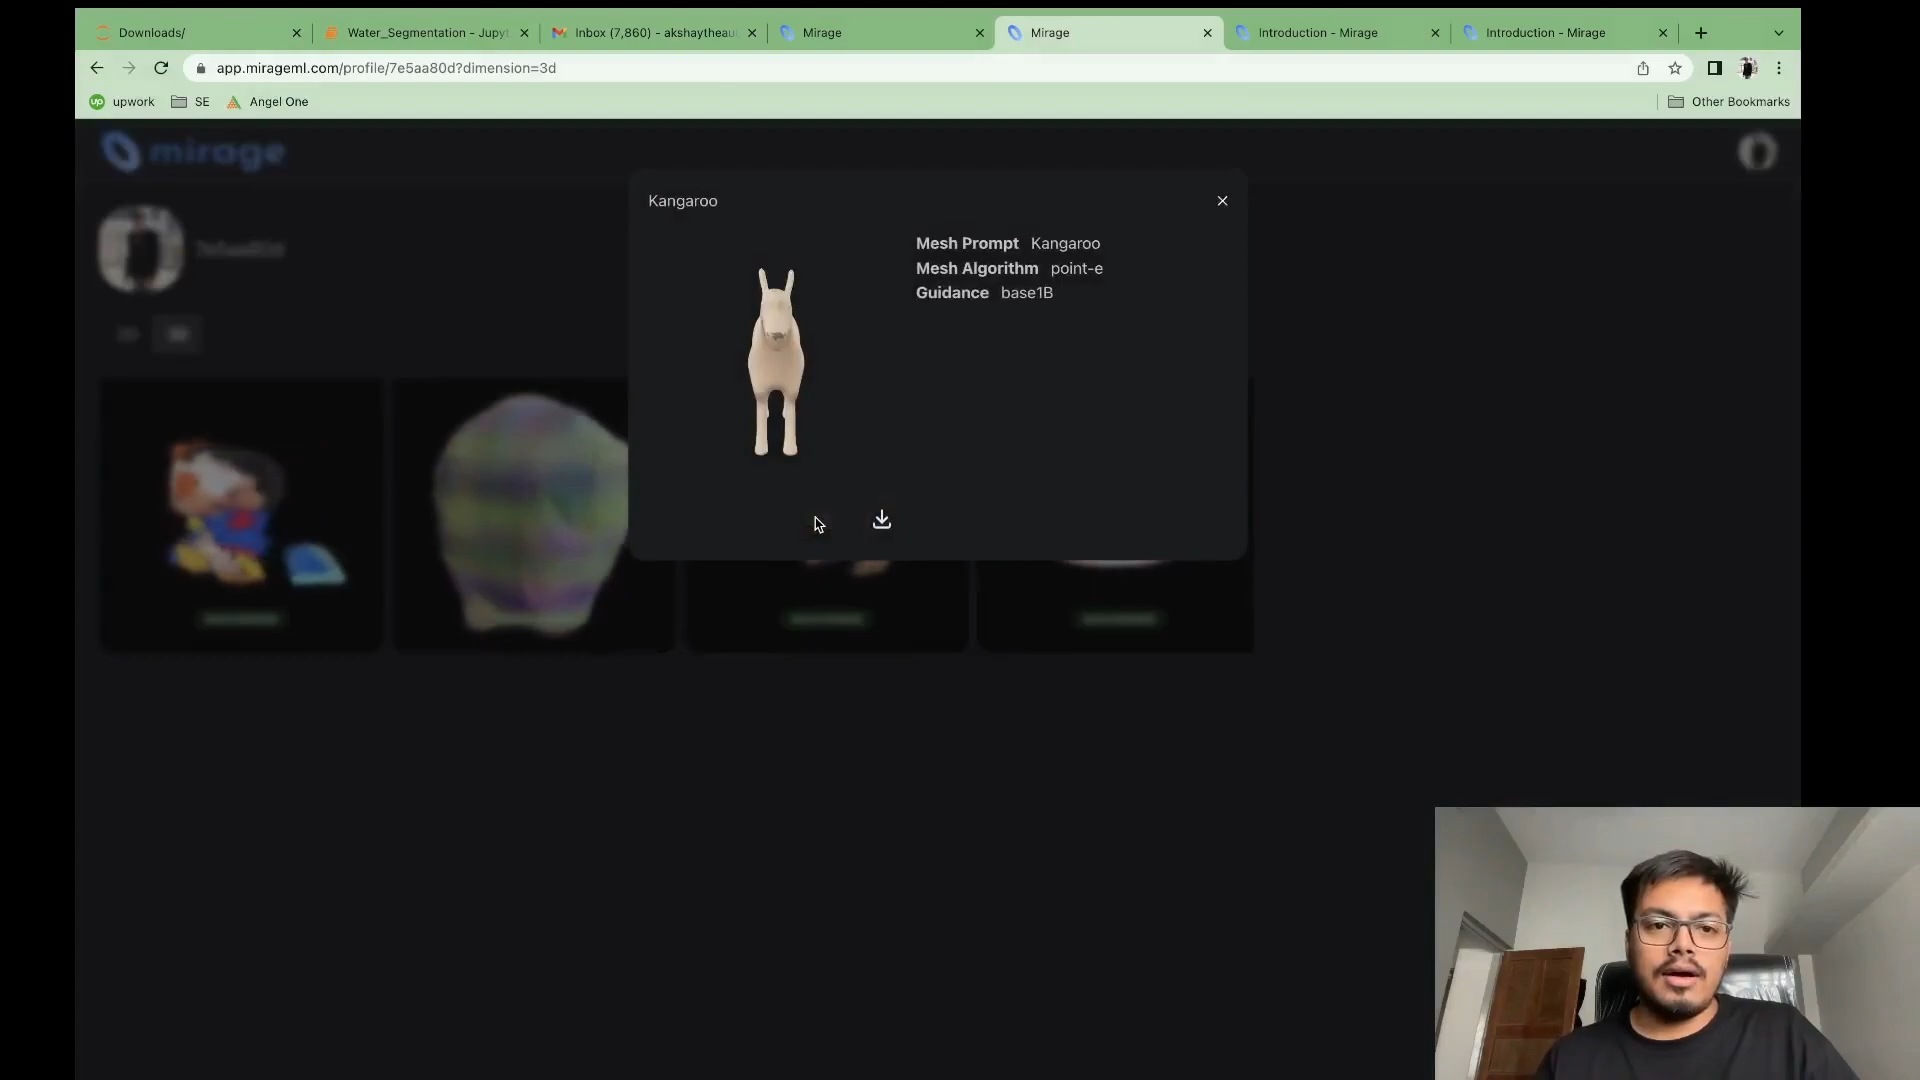 Downloads/
Water_Segmentation - Jupyt
Inbox (7,860) - akshaytheau
Mirage
Mirage
Introduction - Mirage
Introduction - Mirage
app.mirageml.com/profile/7e5aa80d?dimension=3d
up
upwork
SE
Angel One
Other Bookmarks
mirage
Kangaroo
Mesh Prompt Kangaroo
Mesh Algorithm point-e
Guidance base1B